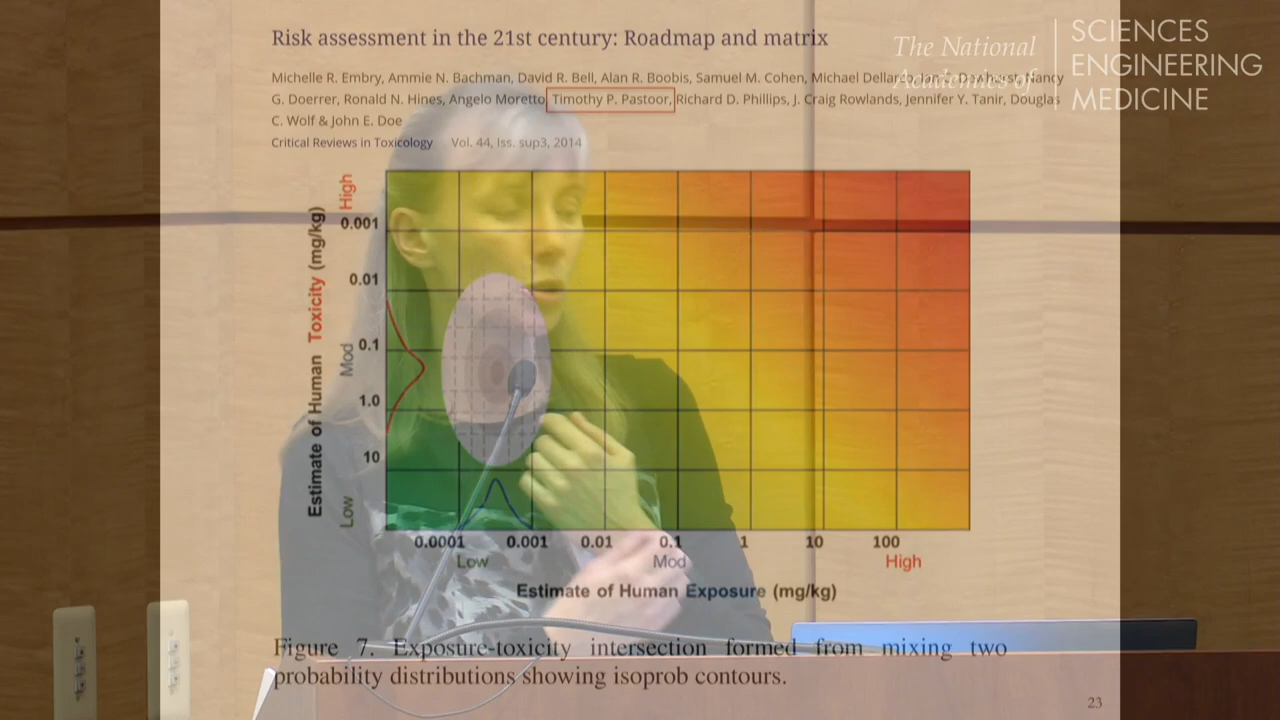 Risk assessment in the 21st century: Roadmap and matrix
The National
Academies of
SCIENCES
ENGINEERING
MEDICINE
Michelle R. Embry, Ammie N. Bachman, David R. Bell, Alan R. Boobis, Samuel M. Cohen, Michael Dellarco, Ian C. Dewhurst, Nancy
G. Doerrer, Ronald N. Hines, Angelo Moretto, Timothy P. Pastoor, Richard D. Phillips, J. Craig Rowlands, Jennifer Y. Tanir, Douglas
C. Wolf & John E. Doe
Critical Reviews in Toxicology Vol. 44, Iss. sup3, 2014
Estimate of Human Toxicity (mg/kg)
High
Mod
Low
0.001
0.01
0.1
1.0
10
0.0001 0.001 0.01 0.1 1 10 100
Low Mod High
Estimate of Human Exposure (mg/kg)
Figure 7. Exposure-toxicity intersection formed from mixing two
probability distributions showing isoprob contours.
23